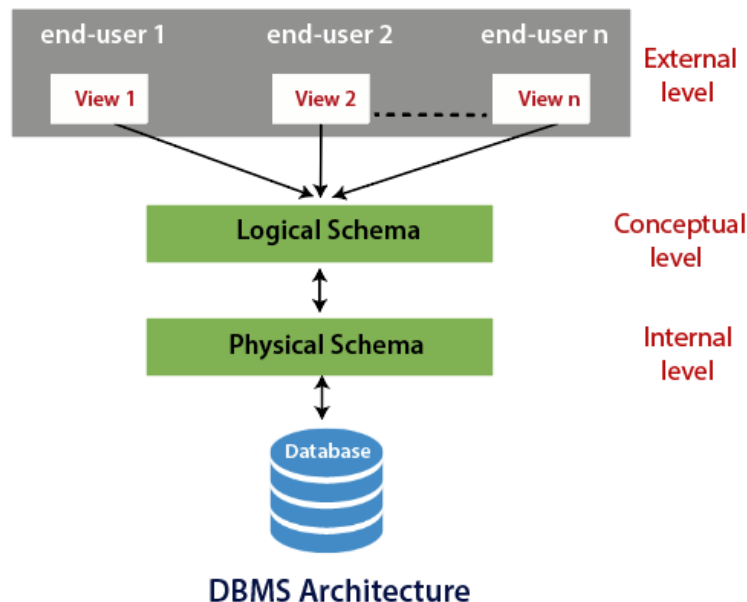 end-user 1 end-user 2 end-user n
View 1 View 2 View n
External
level
Logical Schema
Conceptual
level
Physical Schema
Internal
level
Database
DBMS Architecture